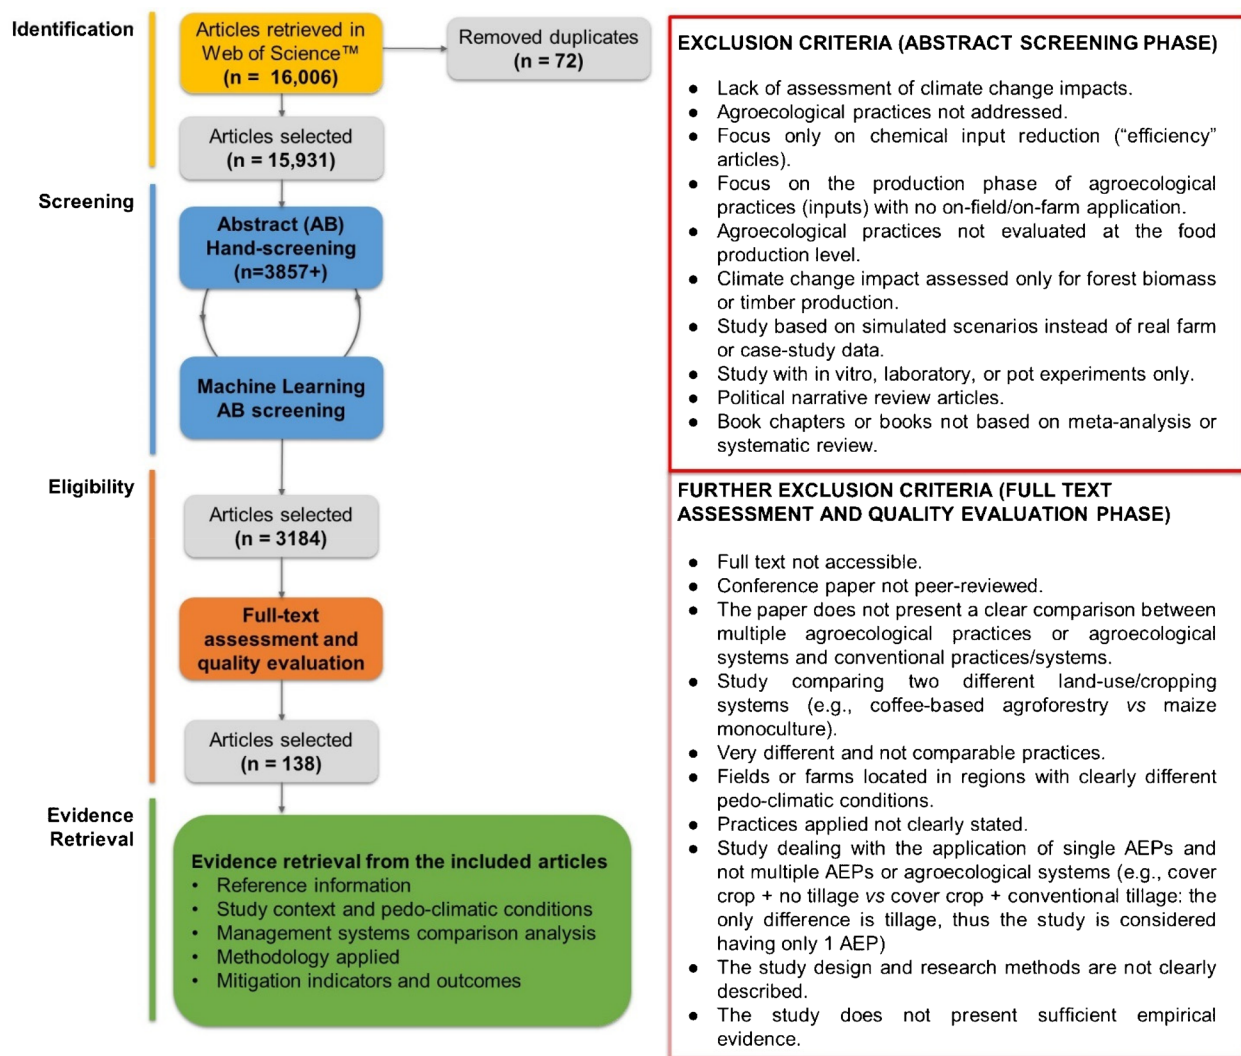 Identification
Articles retrieved in
Web of Science™
(n = 16,006)
Removed duplicates
(n = 72)
Articles selected
(n = 15,931)
Screening
Abstract (AB)
Hand-screening
(n=3857+)
Machine Learning
AB screening
Eligibility
Articles selected
(n = 3184)
Full-text
assessment and
quality evaluation
Articles selected
(n = 138)
Evidence
Retrieval
Evidence retrieval from the included articles
• Reference information
• Study context and pedo-climatic conditions
• Management systems comparison analysis
• Methodology applied
• Mitigation indicators and outcomes
EXCLUSION CRITERIA (ABSTRACT SCREENING PHASE)
● Lack of assessment of climate change impacts.
● Agroecological practices not addressed.
● Focus only on chemical input reduction (“efficiency”
articles).
● Focus on the production phase of agroecological
practices (inputs) with no on-field/on-farm application.
● Agroecological practices not evaluated at the food
production level.
● Climate change impact assessed only for forest biomass
or timber production.
● Study based on simulated scenarios instead of real farm
or case-study data.
● Study with in vitro, laboratory, or pot experiments only.
● Political narrative review articles.
● Book chapters or books not based on meta-analysis or
systematic review.
FURTHER EXCLUSION CRITERIA (FULL TEXT
ASSESSMENT AND QUALITY EVALUATION PHASE)
● Full text not accessible.
● Conference paper not peer-reviewed.
● The paper does not present a clear comparison between
multiple agroecological practices or agroecological
systems and conventional practices/systems.
● Study comparing two different land-use/cropping
systems (e.g., coffee-based agroforestry vs maize
monoculture).
● Very different and not comparable practices.
● Fields or farms located in regions with clearly different
pedo-climatic conditions.
● Practices applied not clearly stated.
● Study dealing with the application of single AEPs and
not multiple AEPs or agroecological systems (e.g., cover
crop + no tillage vs cover crop + conventional tillage: the
only difference is tillage, thus the study is considered
having only 1 AEP)
● The study design and research methods are not clearly
described.
● The study does not present sufficient empirical
evidence.